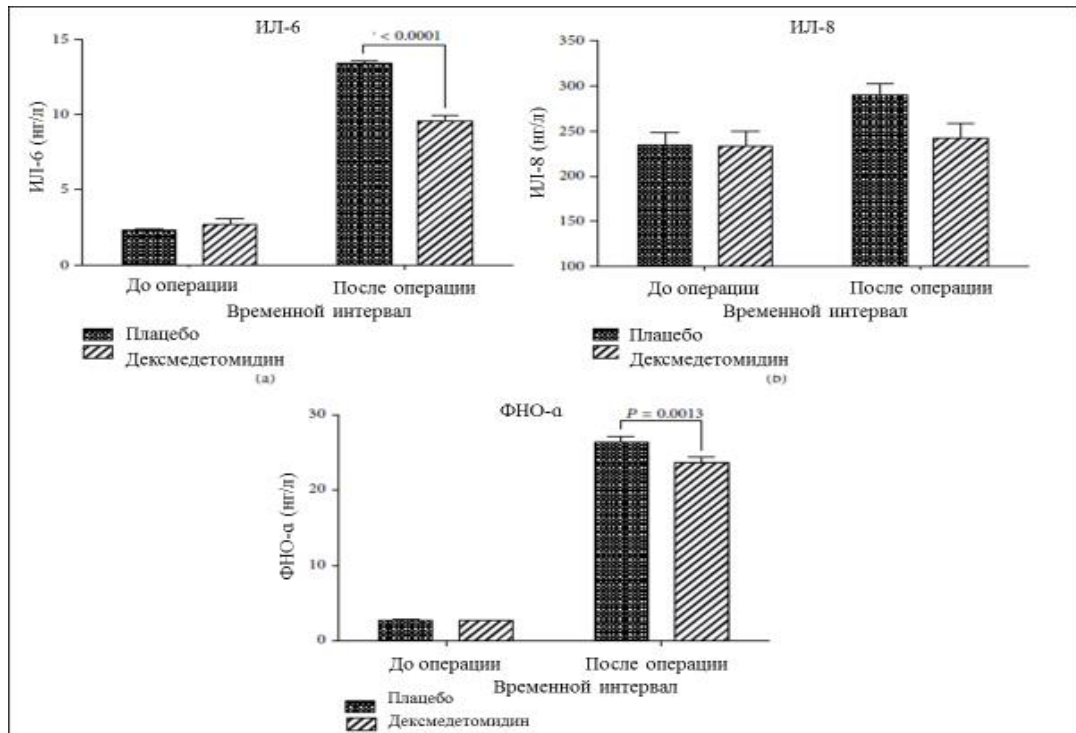 ИЛ-6
' < 0.0001
15
10
5
0
ИЛ-6 (нг/л)
До операции
После операции
Временной интервал
Плацебо
Дексмедетомидин
(a)
ИЛ-8
350
300
250
200
150
100
ИЛ-8 (нг/л)
До операции
После операции
Временной интервал
Плацебо
Дексмедетомидин
(b)
ФНО-α
P = 0.0013
30
20
10
0
ФНО-α (нг/л)
До операции
После операции
Временной интервал
Плацебо
Дексмедетомидин